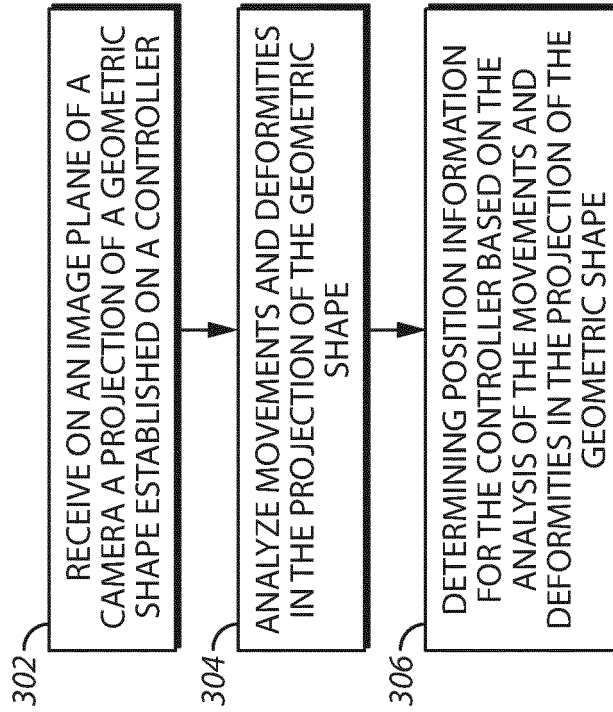 302
RECEIVE ON AN IMAGE PLANE OF A
CAMERA A PROJECTION OF A GEOMETRIC
SHAPE ESTABLISHED ON A CONTROLLER
304
ANALYZE MOVEMENTS AND DEFORMITIES
IN THE PROJECTION OF THE GEOMETRIC
SHAPE
306
DETERMINING POSITION INFORMATION
FOR THE CONTROLLER BASED ON THE
ANALYSIS OF THE MOVEMENTS AND
DEFORMITIES IN THE PROJECTION OF THE
GEOMETRIC SHAPE